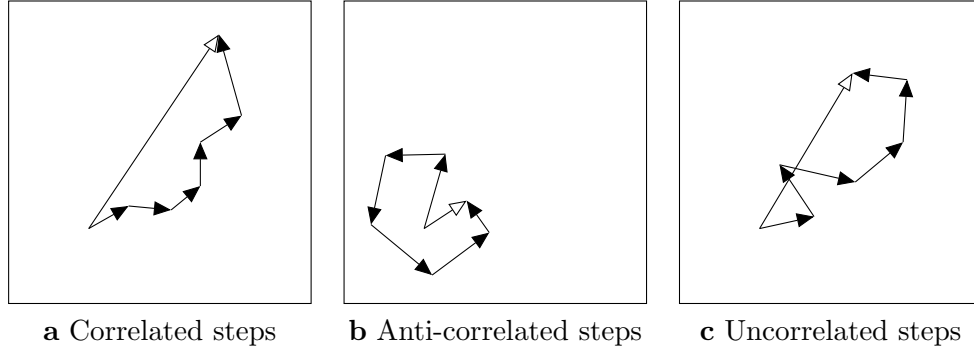 a Correlated steps
b Anti-correlated steps
c Uncorrelated steps